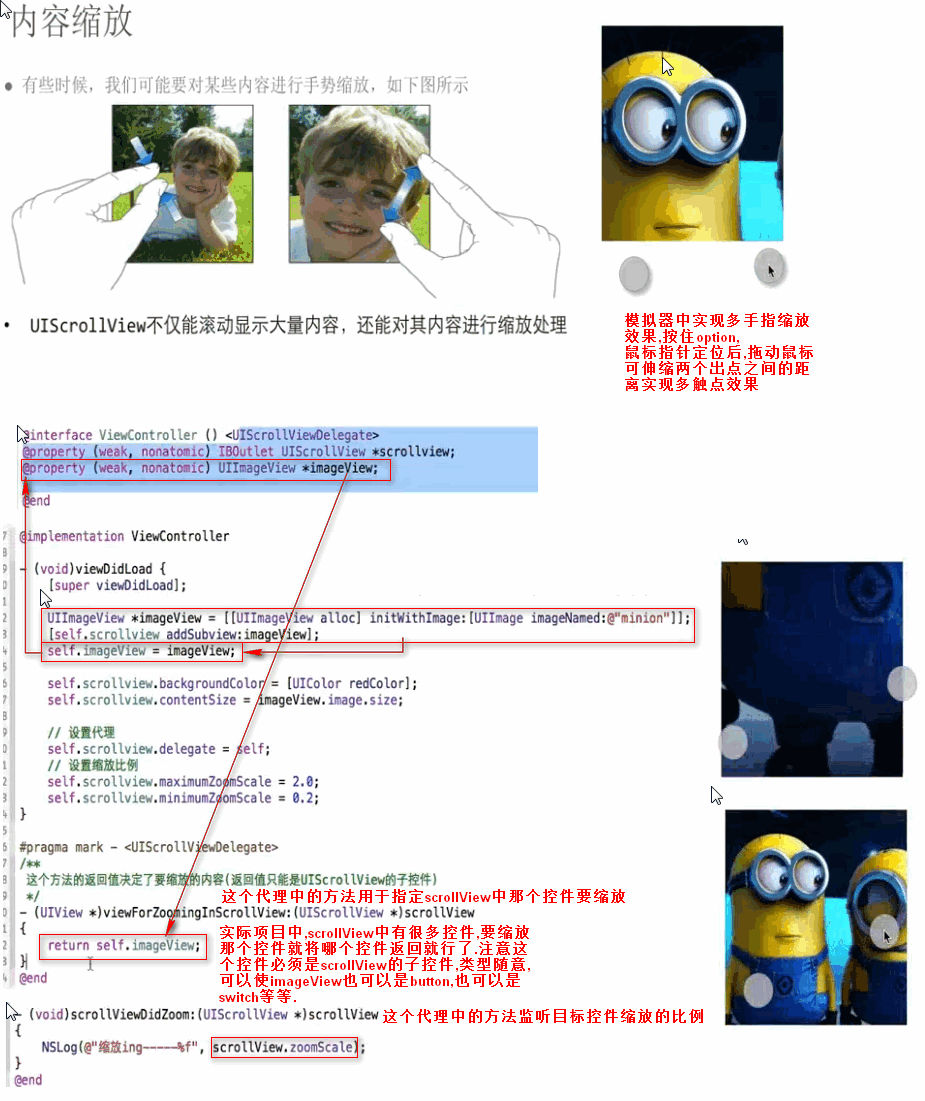 内容缩放
● 有些时候，我们可能要对某些内容进行手势缩放，如下图所示
• UIScrollView不仅能滚动显示大量内容，还能对其内容进行缩放处理
模拟器中实现多手指缩放
效果,按住option,
鼠标指针定位后,拖动鼠标
可伸缩两个出点之间的距
离实现多触点效果
@interface ViewController () <UIScrollViewDelegate>
@property (weak, nonatomic) IBOutlet UIScrollView *scrollview;
@property (weak, nonatomic) UIImageView *imageView;
@end
@implementation ViewController
- (void)viewDidLoad {
[super viewDidLoad];
UIImageView *imageView = [[UIImageView alloc] initWithImage:[UIImage imageNamed:@"minion"]];
[self.scrollview addSubview:imageView];
self.imageView = imageView;
self.scrollview.backgroundColor = [UIColor redColor];
self.scrollview.contentSize = imageView.image.size;
// 设置代理
self.scrollview.delegate = self;
// 设置缩放比例
self.scrollview.maximumZoomScale = 2.0;
self.scrollview.minimumZoomScale = 0.2;
}
#pragma mark - <UIScrollViewDelegate>
/**
这个方法的返回值决定了要缩放的内容(返回值只能是UIScrollView的子控件)
*/
这个代理中的方法用于指定scrollView中那个控件要缩放
- (UIView *)viewForZoomingInScrollView:(UIScrollView *)scrollView
{
return self.imageView;
}
@end
实际项目中,scrollView中有很多控件,要缩放
那个控件就将哪个控件返回就行了.注意这
个控件必须是scrollView的子控件,类型随意,
可以使imageView也可以是button,也可以是
switch等等.
- (void)scrollViewDidZoom:(UIScrollView *)scrollView 这个代理中的方法监听目标控件缩放的比例
{
NSLog(@"缩放ing-----%f", scrollView.zoomScale);
}
@end